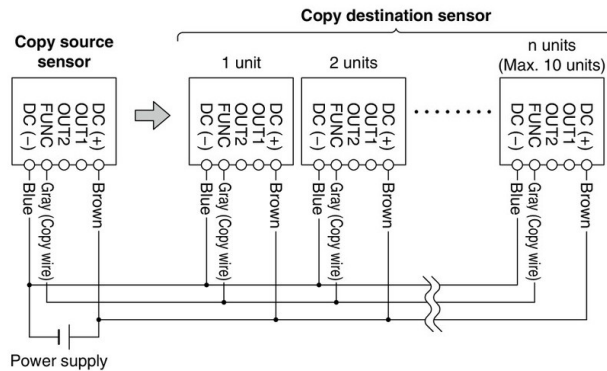 Copy destination sensor
Copy source
sensor
1 unit
2 units
n units
(Max. 10 units)
DC (-)
FUNC
OUT2
OUT1
DC (+)
DC (-)
FUNC
OUT2
OUT1
DC (+)
DC (-)
FUNC
OUT2
OUT1
DC (+)
DC (-)
FUNC
OUT2
OUT1
DC (+)
Blue
Gray (Copy wire)
Brown
Blue
Gray (Copy wire)
Brown
Blue
Gray (Copy wire)
Brown
Blue
Gray (Copy wire)
Brown
Power supply